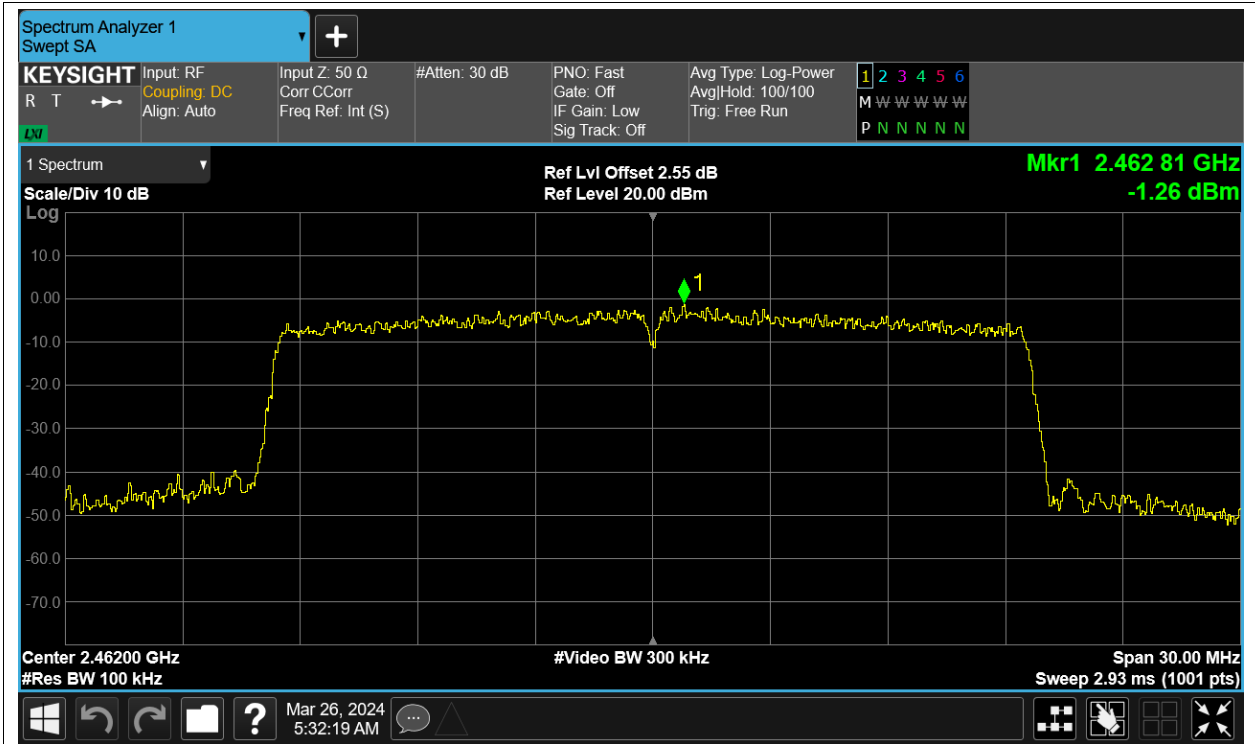 Spectrum Analyzer 1
Swept SA
KEYSIGHT
R T
LXI
Input: RF
Coupling: DC
Align: Auto
Input Z: 50 Ω
Corr CCorr
Freq Ref: Int (S)
#Atten: 30 dB
PNO: Fast
Gate: Off
IF Gain: Low
Sig Track: Off
Avg Type: Log-Power
Avg|Hold: 100/100
Trig: Free Run
1 2 3 4 5 6
M W W W W W
P N N N N N
1 Spectrum
Scale/Div 10 dB
Ref Lvl Offset 2.55 dB
Ref Level 20.00 dBm
Mkr1 2.462 81 GHz
-1.26 dBm
Log
10.0
0.00
-10.0
-20.0
-30.0
-40.0
-50.0
-60.0
-70.0
1
Center 2.46200 GHz
#Res BW 100 kHz
#Video BW 300 kHz
Span 30.00 MHz
Sweep 2.93 ms (1001 pts)
?
Mar 26, 2024
5:32:19 AM